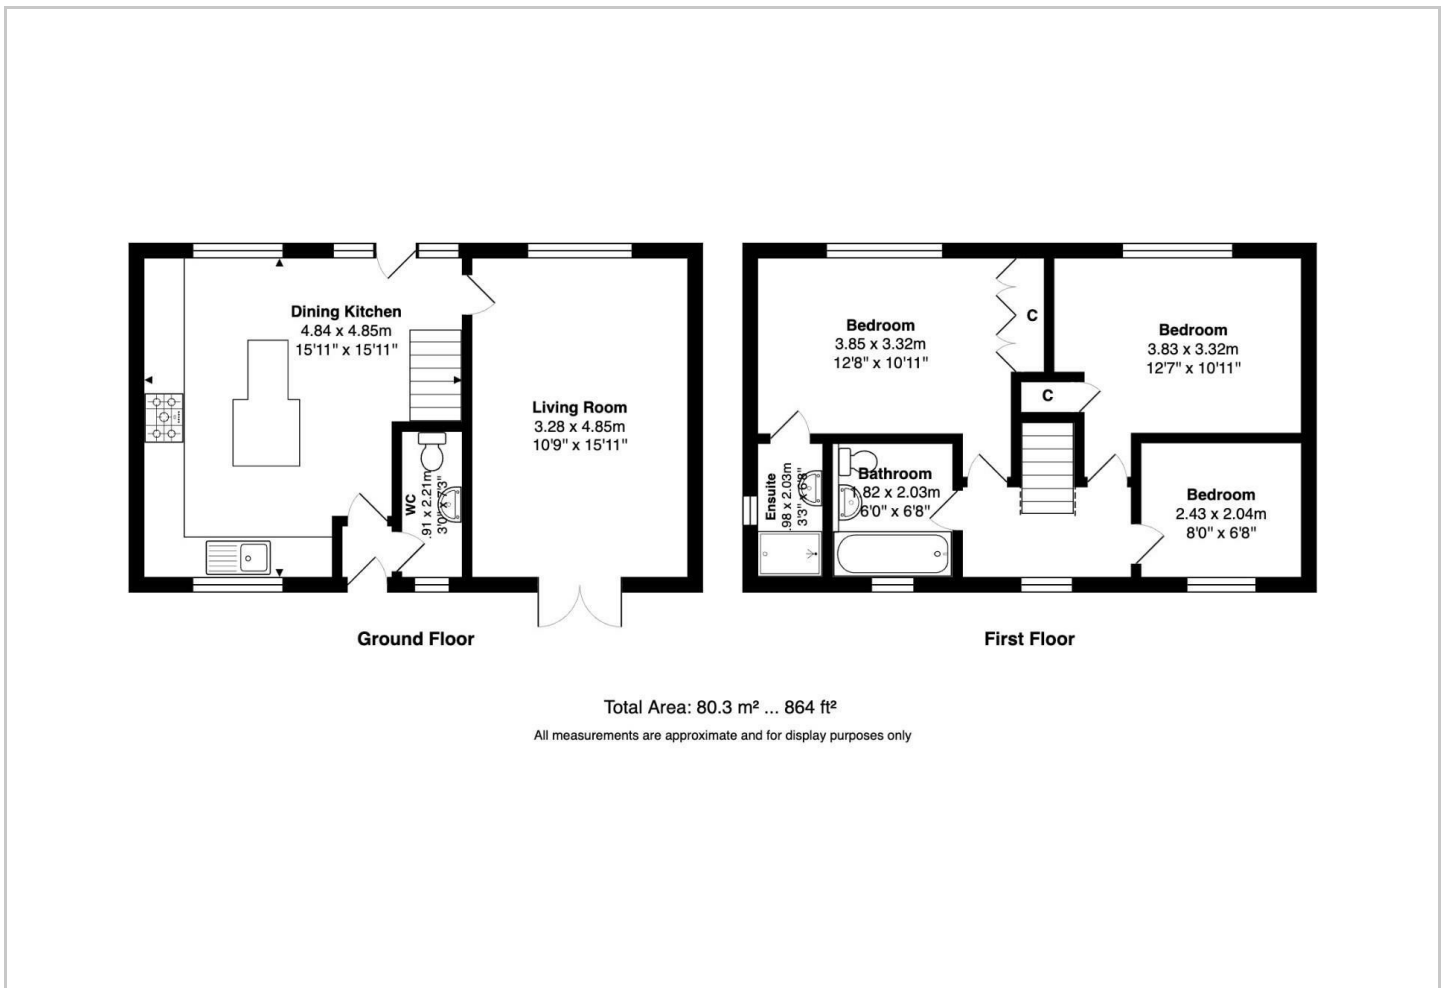 Dining Kitchen
4.84 x 4.85m
15'11" x 15'11"
Living Room
3.28 x 4.85m
10'9" x 15'11"
WC
.91 x 2.21m
3'0" x 7'3"
Ground Floor
Bedroom
3.85 x 3.32m
12'8" x 10'11"
C
Bedroom
3.83 x 3.32m
12'7" x 10'11"
C
Ensuite
.98 x 2.03m
3'3" x 6'8"
Bathroom
1.82 x 2.03m
6'0" x 6'8"
Bedroom
2.43 x 2.04m
8'0" x 6'8"
First Floor
Total Area: 80.3 m² ... 864 ft²
All measurements are approximate and for display purposes only